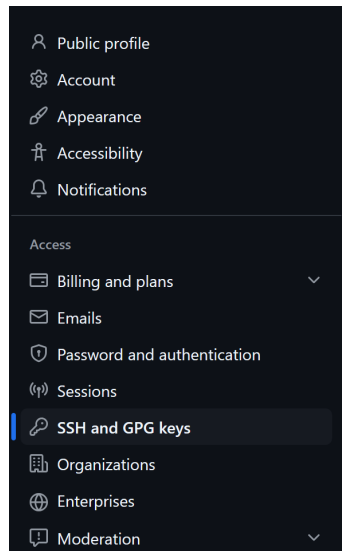 Public profile
Account
Appearance
Accessibility
Notifications
Access
Billing and plans
Emails
Password and authentication
Sessions
SSH and GPG keys
Organizations
Enterprises
Moderation